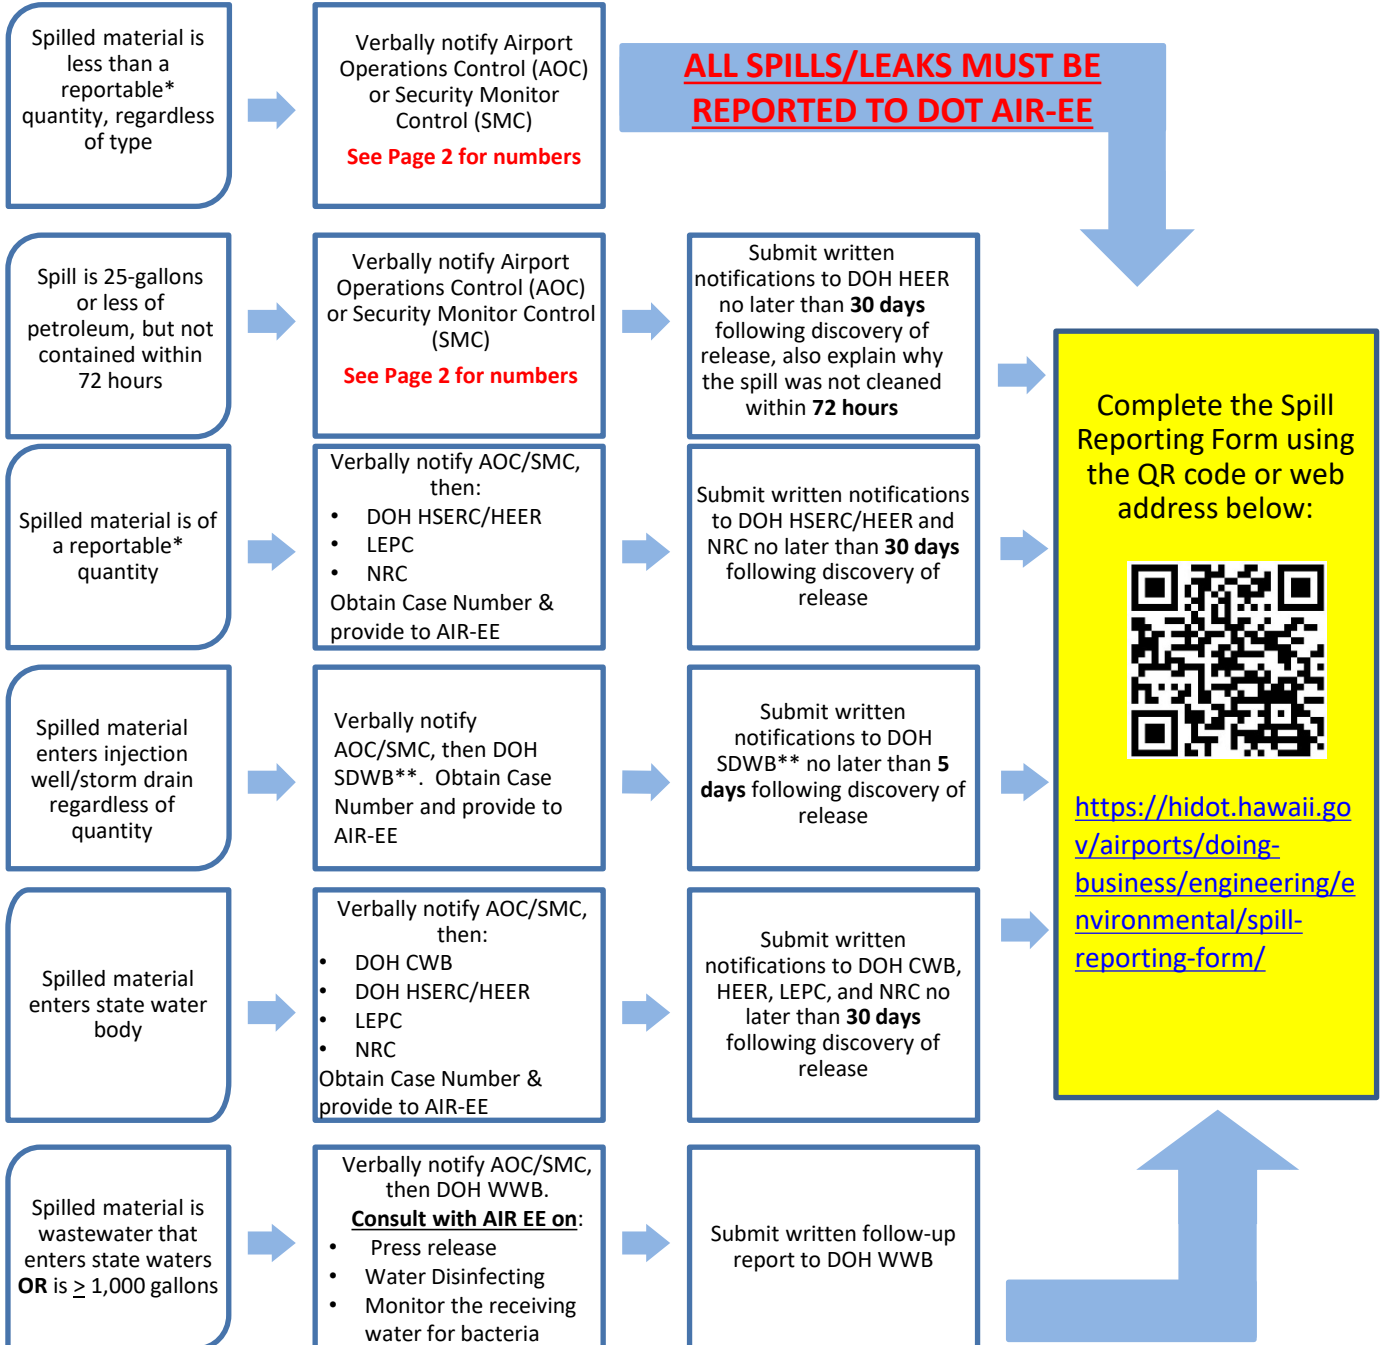 Spilled material is
less than a
reportable*
quantity, regardless
of type
Verbally notify Airport
Operations Control (AOC)
or Security Monitor
Control (SMC)
See Page 2 for numbers
ALL SPILLS/LEAKS MUST BE
REPORTED TO DOT AIR-EE
Spill is 25-gallons
or less of
petroleum, but not
contained within
72 hours
Verbally notify Airport
Operations Control (AOC)
or Security Monitor Control
(SMC)
See Page 2 for numbers
Submit written
notifications to DOH HEER
no later than 30 days
following discovery of
release, also explain why
the spill was not cleaned
within 72 hours
Spilled material is of
a reportable*
quantity
Verbally notify AOC/SMC,
then:
• DOH HSERC/HEER
• LEPC
• NRC
Obtain Case Number &
provide to AIR-EE
Submit written notifications
to DOH HSERC/HEER and
NRC no later than 30 days
following discovery of
release
Spilled material
enters injection
well/storm drain
regardless of
quantity
Verbally notify
AOC/SMC, then DOH
SDWB**. Obtain Case
Number and provide to
AIR-EE
Submit written
notifications to DOH
SDWB** no later than 5
days following discovery of
release
Spilled material
enters state water
body
Verbally notify AOC/SMC,
then:
• DOH CWB
• DOH HSERC/HEER
• LEPC
• NRC
Obtain Case Number &
provide to AIR-EE
Submit written
notifications to DOH CWB,
HEER, LEPC, and NRC no
later than 30 days
following discovery of
release
Spilled material is
wastewater that
enters state waters
OR is ≥ 1,000 gallons
Verbally notify AOC/SMC,
then DOH WWB.
Consult with AIR EE on:
• Press release
• Water Disinfecting
• Monitor the receiving
water for bacteria
Submit written follow-up
report to DOH WWB
Complete the Spill
Reporting Form using
the QR code or web
address below:
https://hidot.hawaii.go
v/airports/doing-
business/engineering/e
nvironmental/spill-
reporting-form/